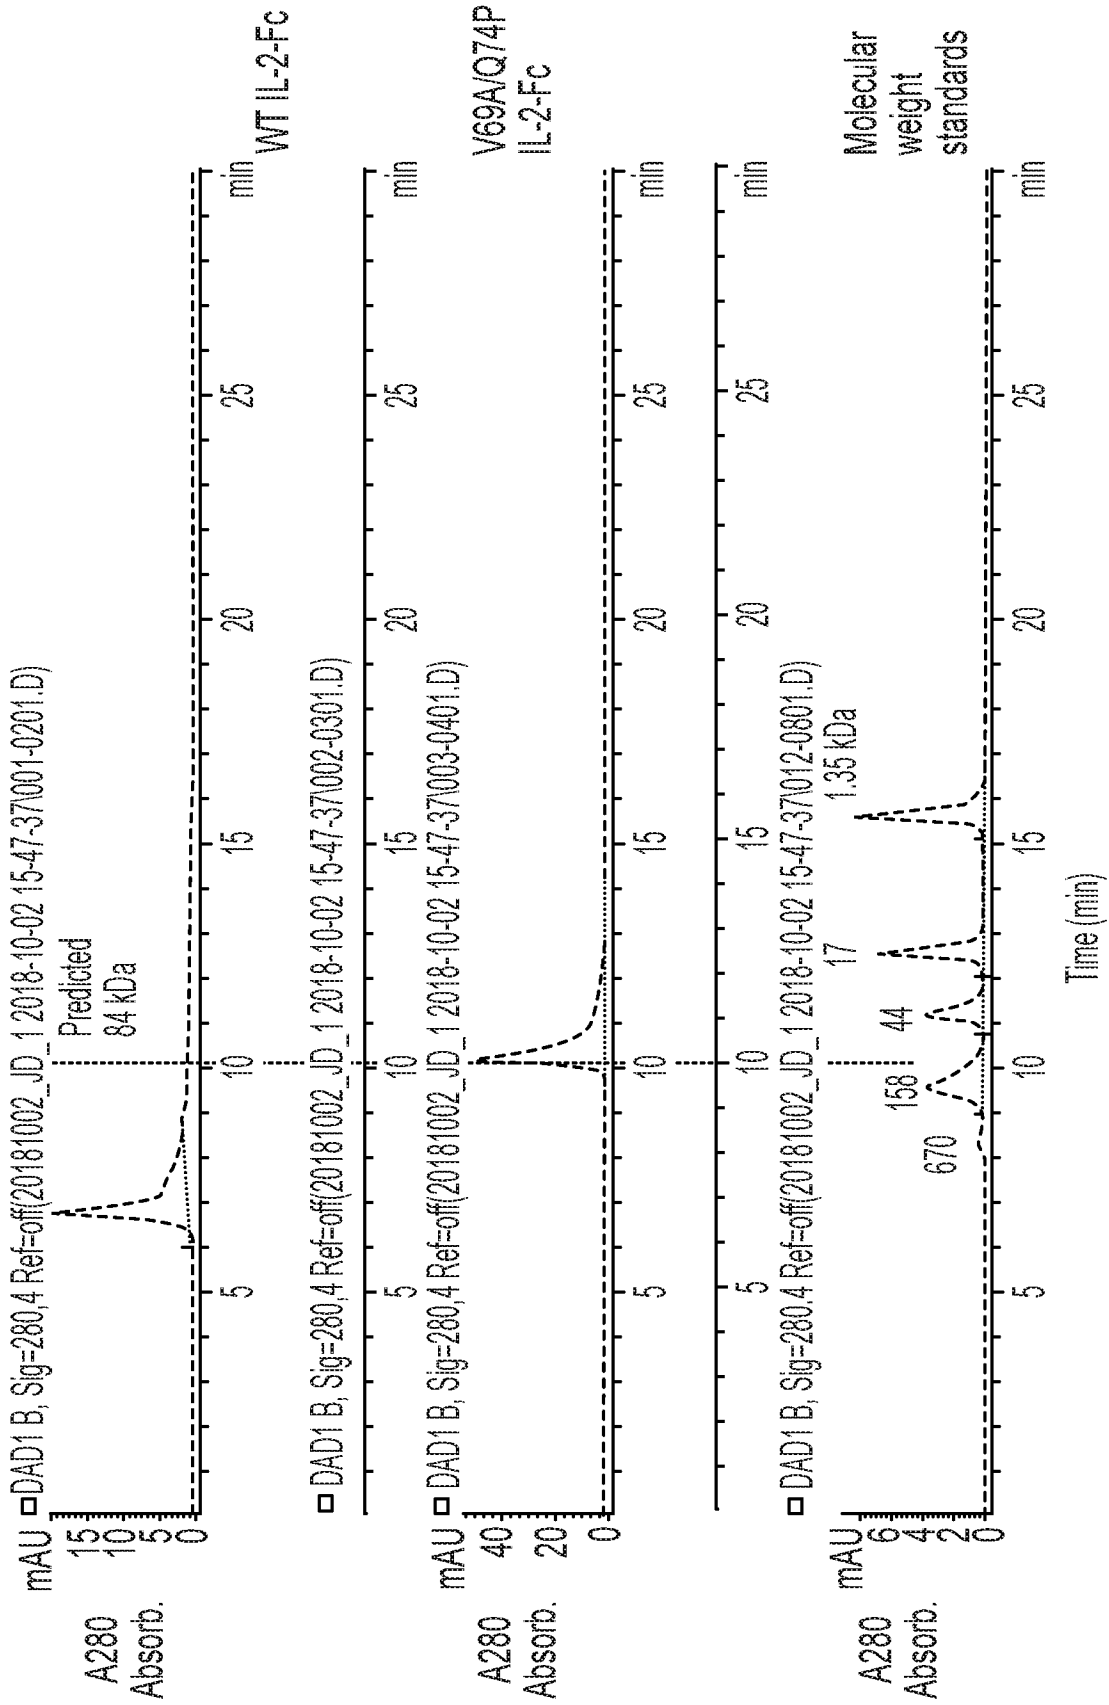 DAD1 B, Sig=280,4 Ref=off(20181002_JD_1 2018-10-02 15-47-37\001-0201.D)
mAU
15
10
5
0
A280
Absorb.
Predicted
84 kDa
5
10
15
20
25
min
WT IL-2-Fc
DAD1 B, Sig=280,4 Ref=off(20181002_JD_1 2018-10-02 15-47-37\002-0301.D)
5
10
15
20
25
min
DAD1 B, Sig=280,4 Ref=off(20181002_JD_1 2018-10-02 15-47-37\003-0401.D)
mAU
40
20
0
A280
Absorb.
5
10
15
20
25
min
V69A/Q74P
IL-2-Fc
5
10
15
20
25
min
DAD1 B, Sig=280,4 Ref=off(20181002_JD_1 2018-10-02 15-47-37\012-0801.D)
mAU
6
4
2
0
A280
Absorb.
670
158
44
17
1.35 kDa
5
10
15
20
25
min
Molecular
weight
standards
Time (min)